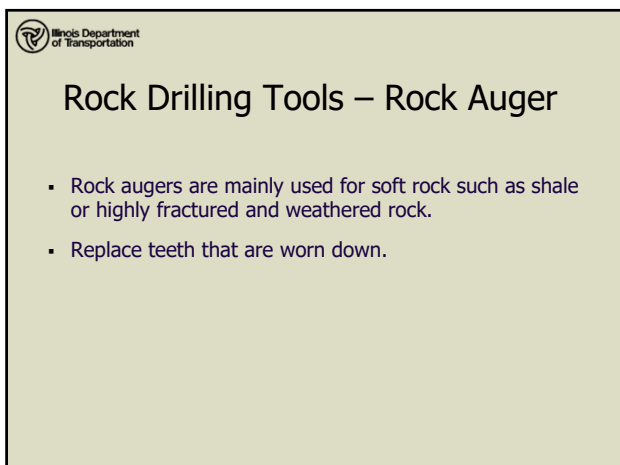 Illinois Department
of Transportation
Rock Drilling Tools – Rock Auger
▪ Rock augers are mainly used for soft rock such as shale
or highly fractured and weathered rock.
▪ Replace teeth that are worn down.